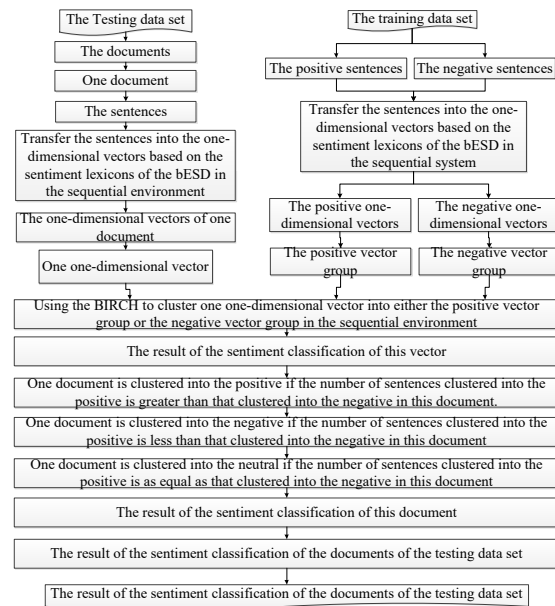 The Testing data set
The documents
One document
The sentences
Transfer the sentences into the one-
dimensional vectors based on the
sentiment lexicons of the bESD in
the sequential environment
The one-dimensional vectors of one
document
One one-dimensional vector
The training data set
The positive sentences
The negative sentences
Transfer the sentences into the one-
dimensional vectors based on the
sentiment lexicons of the bESD in
the sequential system
The positive one-
dimensional vectors
The negative one-
dimensional vectors
The positive vector
group
The negative vector
group
Using the BIRCH to cluster one one-dimensional vector into either the positive vector
group or the negative vector group in the sequential environment
The result of the sentiment classification of this vector
One document is clustered into the positive if the number of sentences clustered into the
positive is greater than that clustered into the negative in this document.
One document is clustered into the negative if the number of sentences clustered into the
positive is less than that clustered into the negative in this document
One document is clustered into the neutral if the number of sentences clustered into the
positive is as equal as that clustered into the negative in this document
The result of the sentiment classification of this document
The result of the sentiment classification of the documents of the testing data set
The result of the sentiment classification of the documents of the testing data set